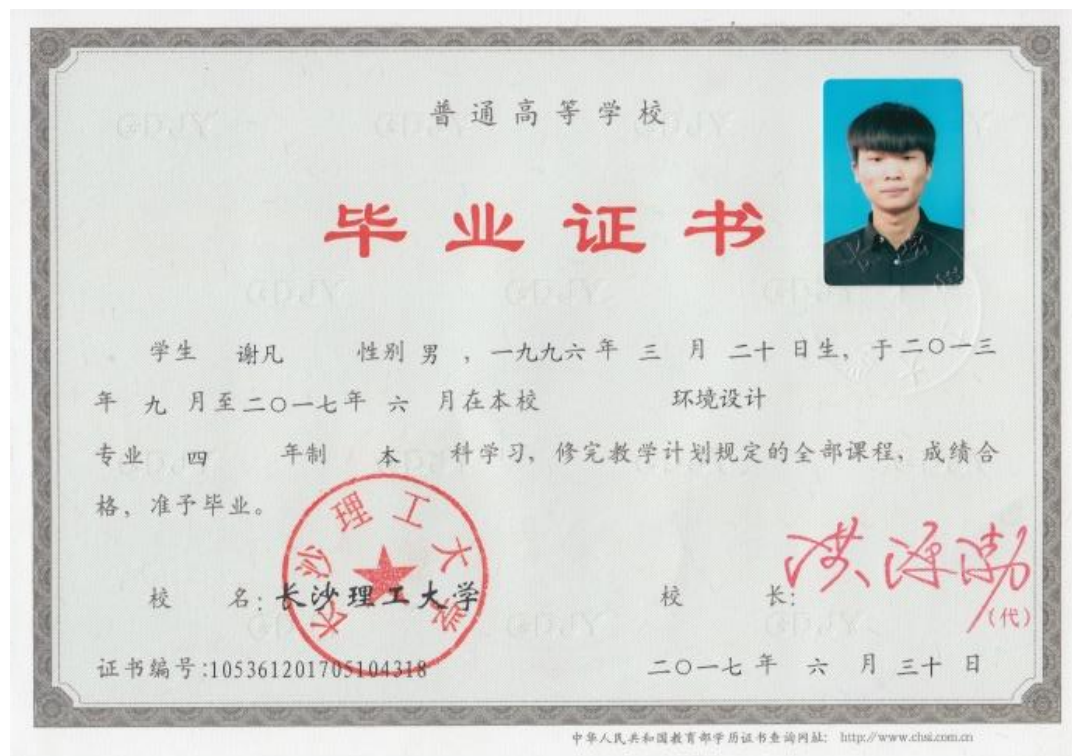 普通高等学校
毕业证书
学生 谢凡 性别 男 ，一九九六 年 三 月 二十 日生，于二〇一三
年 九 月至二〇一七年 六 月在本校 环境设计
专业 四 年制 本 科学习，修完教学计划规定的全部课程，成绩合
格，准予毕业。
长沙理工大学
校 名：长沙理工大学
校 长：洪源渤
（代）
证书编号:105361201705104318
二〇一七 年 六 月 三十 日
中华人民共和国教育部学历证书查询网址： http://www.chsi.com.cn